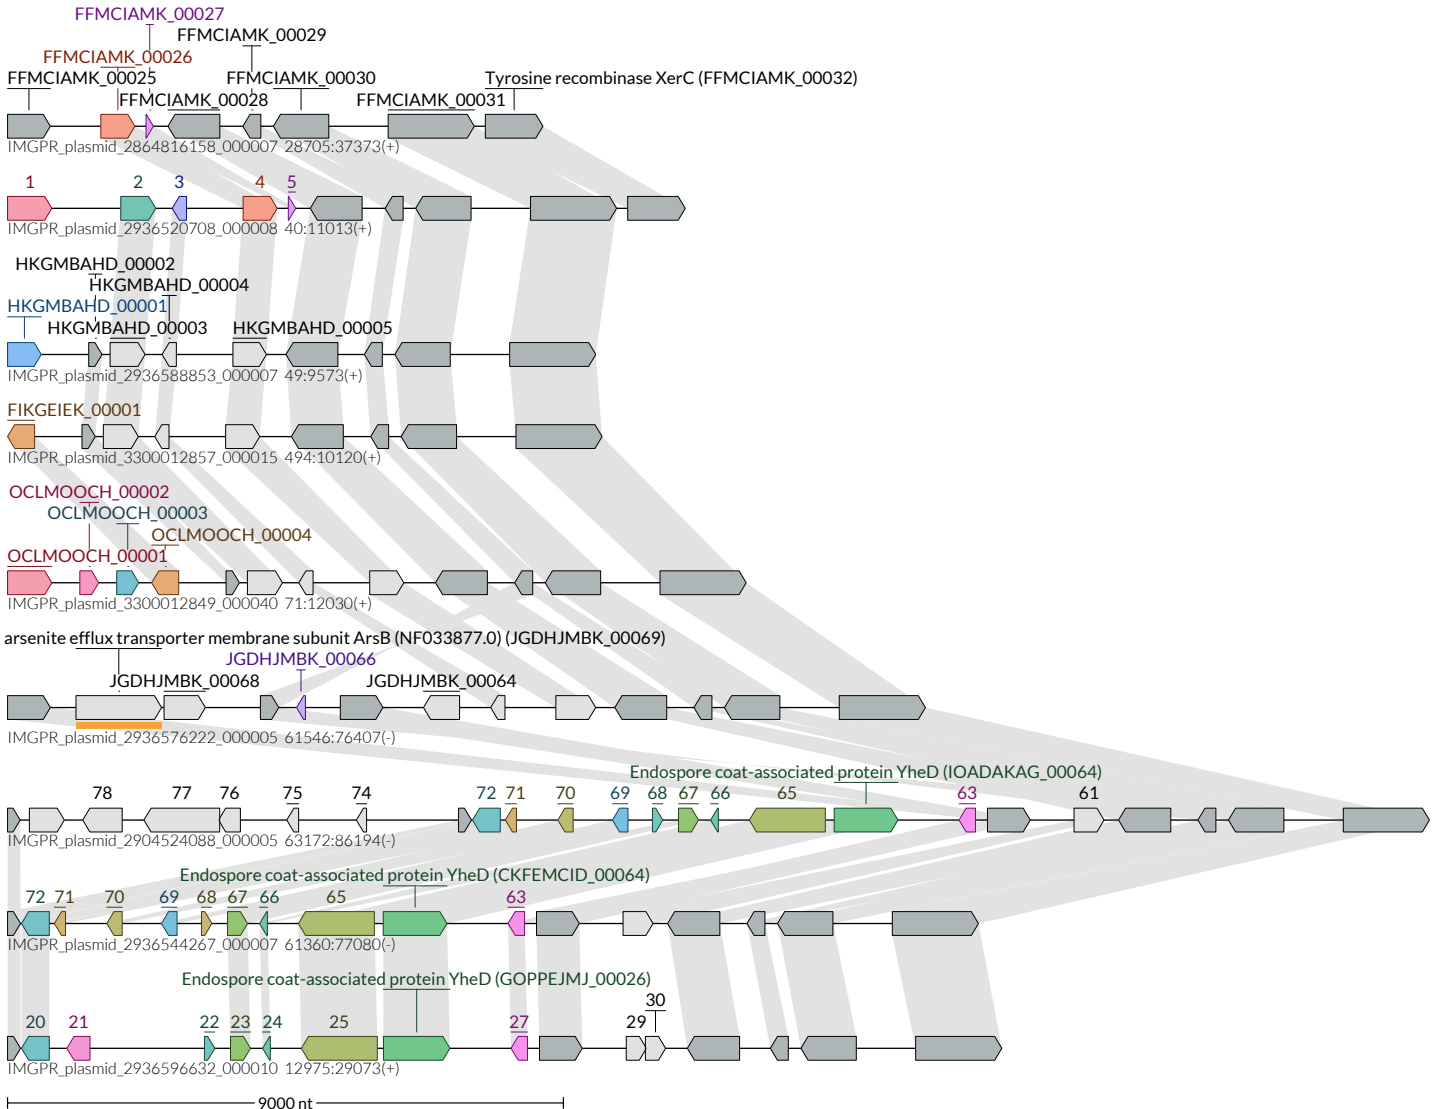 FFMCIAMK_00027
FFMCIAMK_00029
FFMCIAMK_00026
FFMCIAMK_00025 FFMCIAMK_00030 Tyrosine recombinase XerC (FFMCIAMK_00032)
FFMCIAMK_00028 FFMCIAMK_00031
IMGPR_plasmid_2864816158_000007 28705:37373(+)
1 2 3 4 5
IMGPR_plasmid_2936520708_000008 40:11013(+)
HKGMBAHD_00002
HKGMBAHD_00004
HKGMBAHD_00001
HKGMBAHD_00003 HKGMBAHD_00005
IMGPR_plasmid_2936588853_000007 49:9573(+)
FIKGEIEK_00001
IMGPR_plasmid_3300012857_000015 494:10120(+)
OCLMOOCH_00002
OCLMOOCH_00003
OCLMOOCH_00004
OCLMOOCH_00001
IMGPR_plasmid_3300012849_000040 71:12030(+)
arsenite efflux transporter membrane subunit ArsB (NF033877.0) (JGDHJMBK_00069)
JGDHJMBK_00066
JGDHJMBK_00068 JGDHJMBK_00064
IMGPR_plasmid_2936576222_000005 61546:76407(-)
Endospore coat-associated protein YheD (IOADAKAG_00064)
78 77 76 75 74 72 71 70 69 68 67 66 65 63 61
IMGPR_plasmid_2904524088_000005 63172:86194(-)
Endospore coat-associated protein YheD (CKFEMCID_00064)
72 71 70 69 68 67 66 65 63
IMGPR_plasmid_2936544267_000007 61360:77080(-)
Endospore coat-associated protein YheD (GOPPEJMJ_00026)
30
20 21 22 23 24 25 27 29
IMGPR_plasmid_2936596632_000010 12975:29073(+)
9000 nt